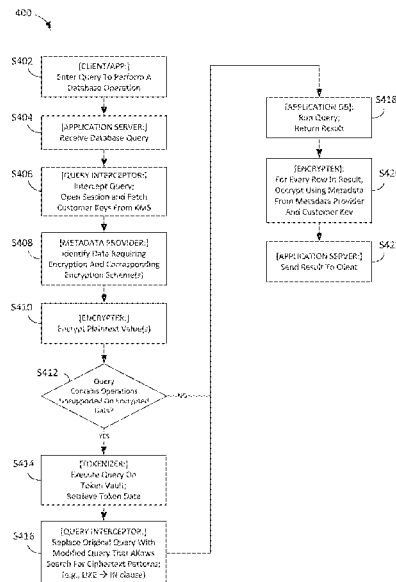 400
S402
[CLIENT/APP:]
Enter Query To Perform A
Database Operation
S404
[APPLICATION SERVER:]
Receive Database Query
S406
[QUERY INTERCEPTOR:]
Intercept Query;
Open Session and Fetch
Customer Keys From KMS
S408
[METADATA PROVIDER:]
Identify Data Requiring
Encryption And Corresponding
Encryption Scheme(s)
S410
[ENCRYPTER:]
Encrypt Plaintext Value(s)
S412
Query
Contains Operations
Unsupported On Encrypted
Data?
NO
YES
S414
[TOKENIZER:]
Execute Query On
Token Vault;
Retrieve Token Data
S416
[QUERY INTERCEPTOR:]
Replace Original Query With
Modified Query That Allows
Search For Ciphertext Patterns
(e.g., LIKE → IN clause)
S418
[APPLICATION DB:]
Run Query;
Return Result
S420
[ENCRYPTER:]
For Every Row In Result,
Decrypt Using Metadata
From Metadata Provider
And Customer Key
S422
[APPLICATION SERVER:]
Send Result To Client